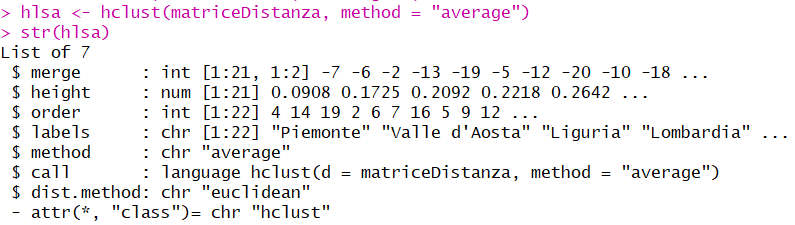 > hlsa <- hclust(matriceDistanza, method = "average")
> str(hlsa)
List of 7
 $ merge      : int [1:21, 1:2] -7 -6 -2 -13 -19 -5 -12 -20 -10 -18 ...
 $ height     : num [1:21] 0.0908 0.1725 0.2092 0.2218 0.2642 ...
 $ order      : int [1:22] 4 14 19 2 6 7 16 5 9 12 ...
 $ labels     : chr [1:22] "Piemonte" "Valle d'Aosta" "Liguria" "Lombardia" ...
 $ method     : chr "average"
 $ call       : language hclust(d = matriceDistanza, method = "average")
 $ dist.method: chr "euclidean"
 - attr(*, "class")= chr "hclust"